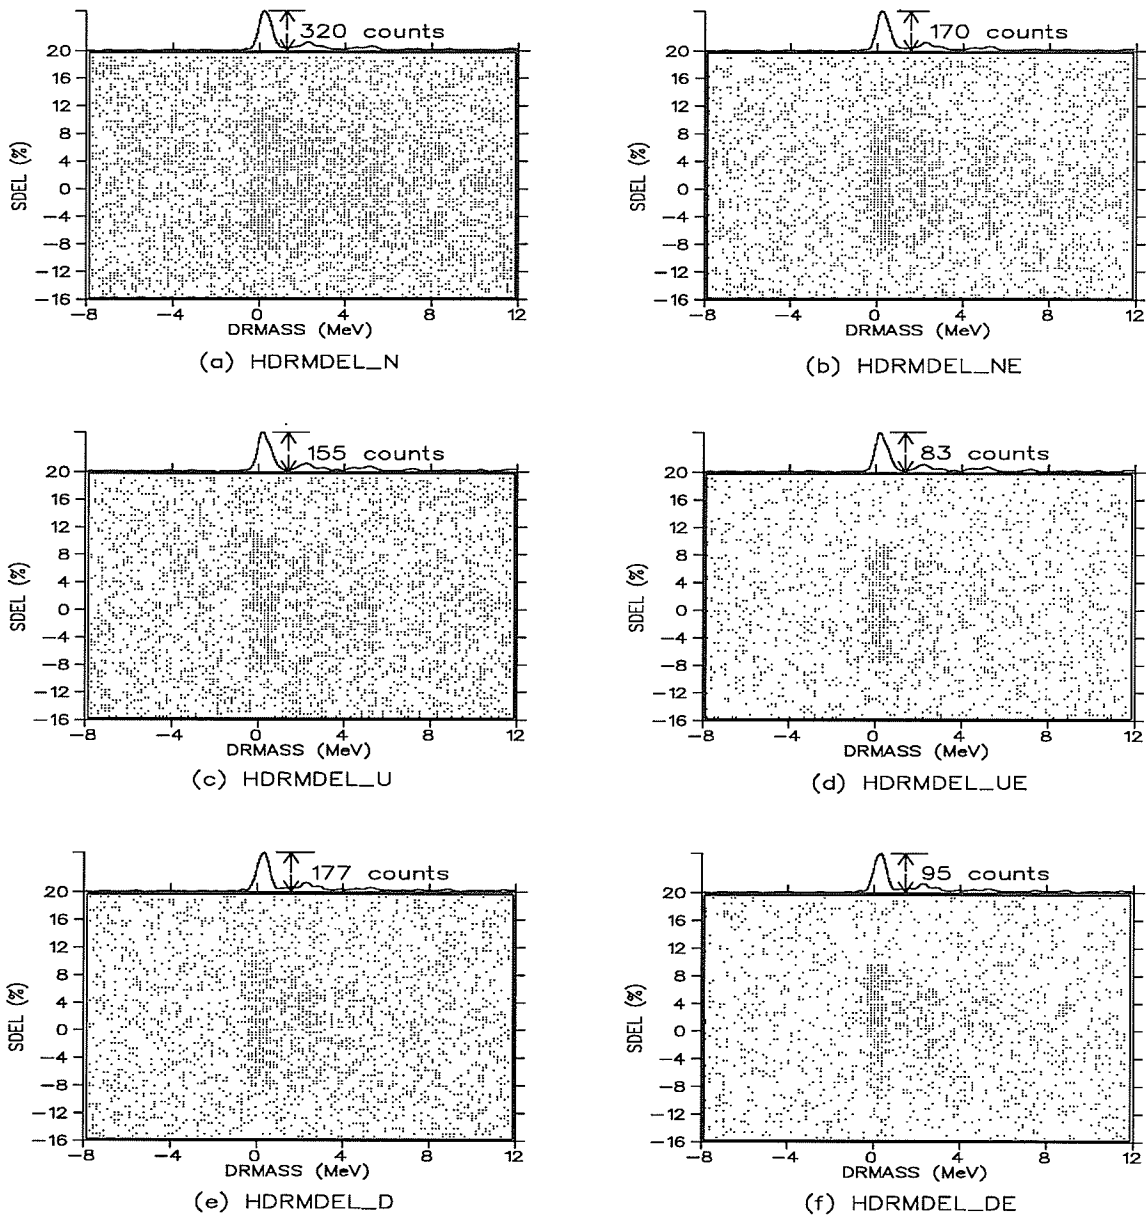 320 counts
20
16
12
8
4
0
−4
−8
−12
−16
SDEL (%)
−8 −4 0 4 8 12
DRMASS (MeV)
(a) HDRMDEL_N
170 counts
20
16
12
8
4
0
−4
−8
−12
−16
SDEL (%)
−8 −4 0 4 8 12
DRMASS (MeV)
(b) HDRMDEL_NE
155 counts
20
16
12
8
4
0
−4
−8
−12
−16
SDEL (%)
−8 −4 0 4 8 12
DRMASS (MeV)
(c) HDRMDEL_U
83 counts
20
16
12
8
4
0
−4
−8
−12
−16
SDEL (%)
−8 −4 0 4 8 12
DRMASS (MeV)
(d) HDRMDEL_UE
177 counts
20
16
12
8
4
0
−4
−8
−12
−16
SDEL (%)
−8 −4 0 4 8 12
DRMASS (MeV)
(e) HDRMDEL_D
95 counts
20
16
12
8
4
0
−4
−8
−12
−16
SDEL (%)
−8 −4 0 4 8 12
DRMASS (MeV)
(f) HDRMDEL_DE